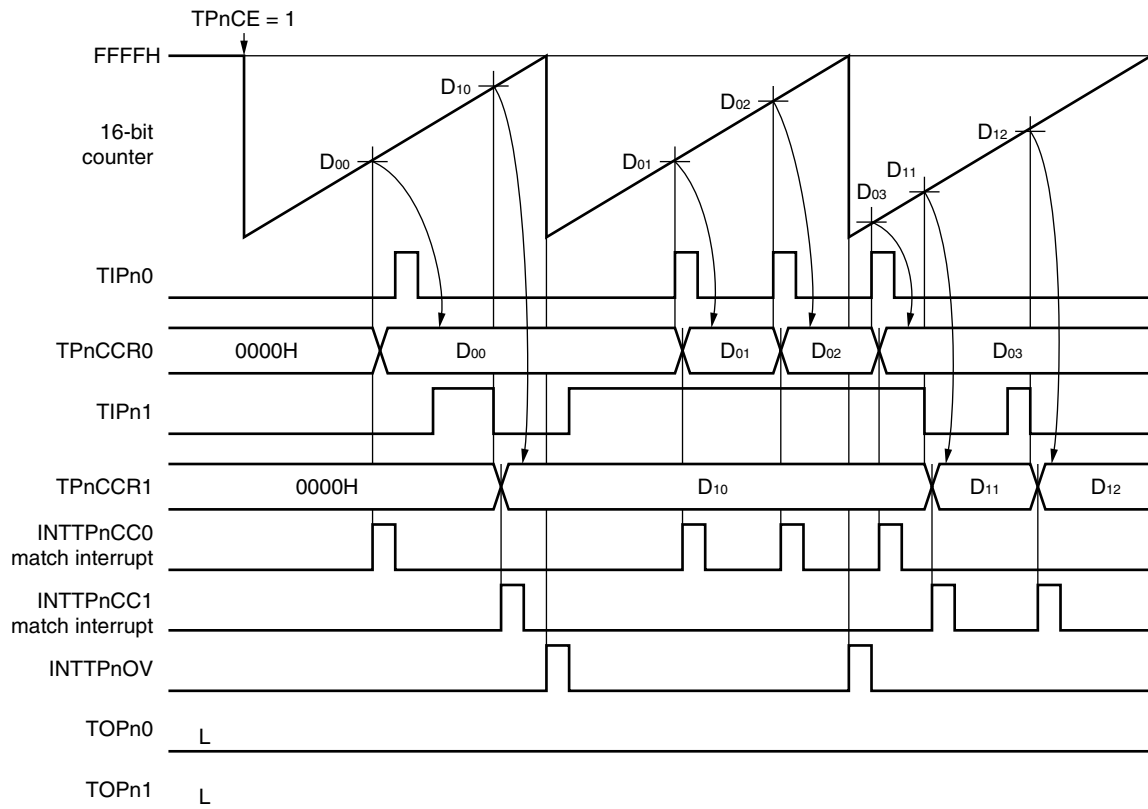 TPnCE = 1
FFFFH
16-bit
counter
D10
D00
D02
D01
D12
D11
D03
TIPn0
TPnCCR0 0000H D00 D01 D02 D03
TIPn1
TPnCCR1 0000H D10 D11 D12
INTTPnCC0
match interrupt
INTTPnCC1
match interrupt
INTTPnOV
TOPn0 L
TOPn1 L